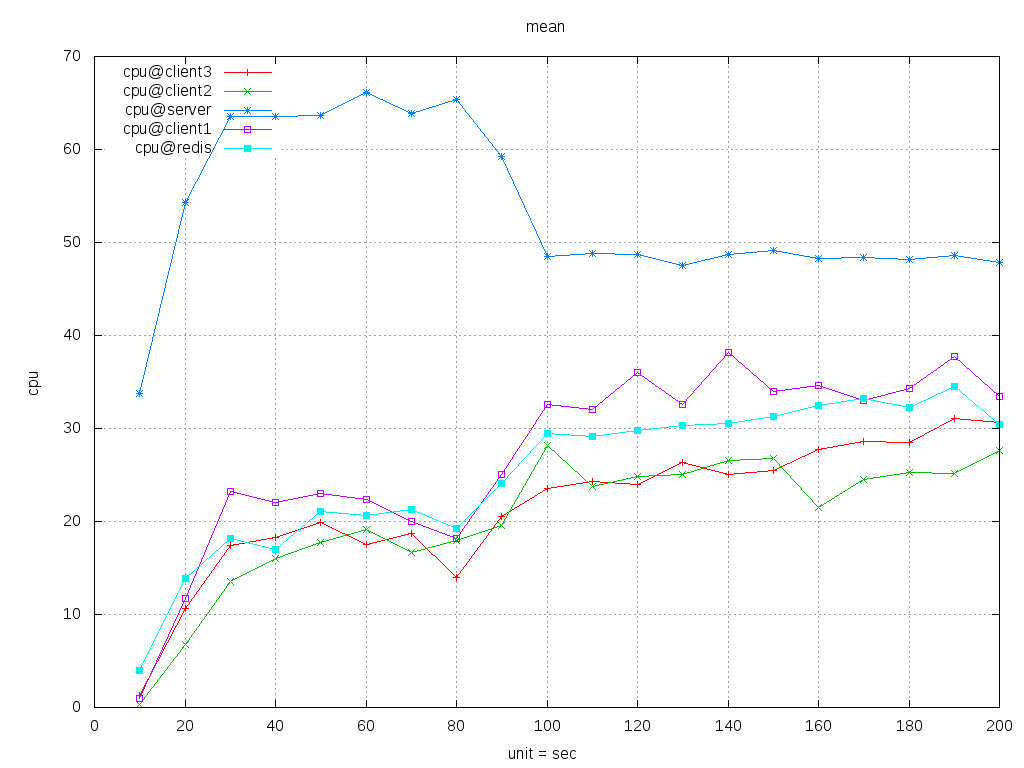 mean
70
60
50
40
30
20
10
0
cpu
cpu@client3
cpu@client2
cpu@server
cpu@client1
cpu@redis
0 20 40 60 80 100 120 140 160 180 200
unit = sec